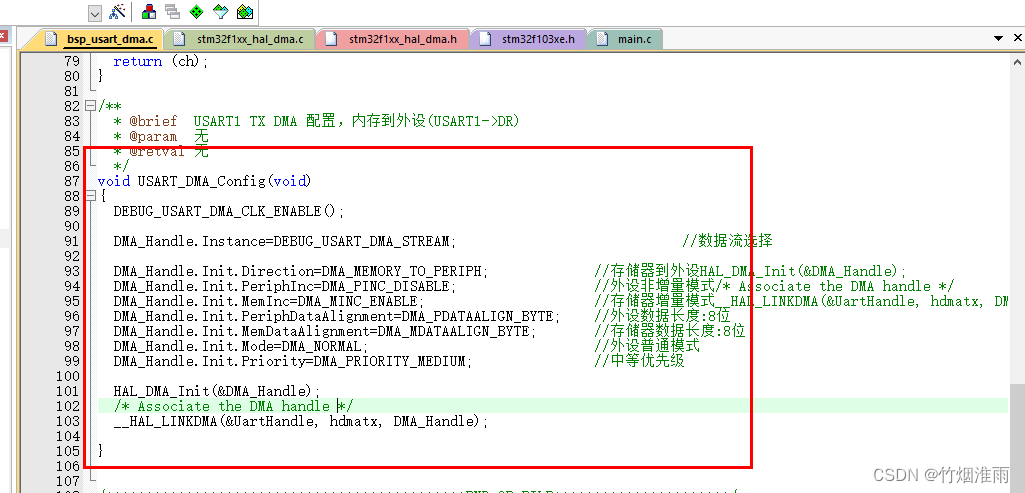 bsp_usart_dma.c stm32f1xx_hal_dma.c stm32f1xx_hal_dma.h stm32f103xe.h main.c
79 return (ch);
80 }
81
82 /**
83 * @brief USART1 TX DMA 配置，内存到外设(USART1->DR)
84 * @param 无
85 * @retval 无
86 */
87 void USART_DMA_Config(void)
88 {
89 DEBUG_USART_DMA_CLK_ENABLE();
90
91 DMA_Handle.Instance=DEBUG_USART_DMA_STREAM; //数据流选择
92
93 DMA_Handle.Init.Direction=DMA_MEMORY_TO_PERIPH; //存储器到外设HAL_DMA_Init(&DMA_Handle);
94 DMA_Handle.Init.PeriphInc=DMA_PINC_DISABLE; //外设非增量模式/* Associate the DMA handle */
95 DMA_Handle.Init.MemInc=DMA_MINC_ENABLE; //存储器增量模式__HAL_LINKDMA(&UartHandle, hdmatx, DM
96 DMA_Handle.Init.PeriphDataAlignment=DMA_PDATAALIGN_BYTE; //外设数据长度:8位
97 DMA_Handle.Init.MemDataAlignment=DMA_MDATAALIGN_BYTE; //存储器数据长度:8位
98 DMA_Handle.Init.Mode=DMA_NORMAL; //外设普通模式
99 DMA_Handle.Init.Priority=DMA_PRIORITY_MEDIUM; //中等优先级
100
101 HAL_DMA_Init(&DMA_Handle);
102 /* Associate the DMA handle */
103 __HAL_LINKDMA(&UartHandle, hdmatx, DMA_Handle);
104
105 }
106
107
CSDN @竹烟淮雨